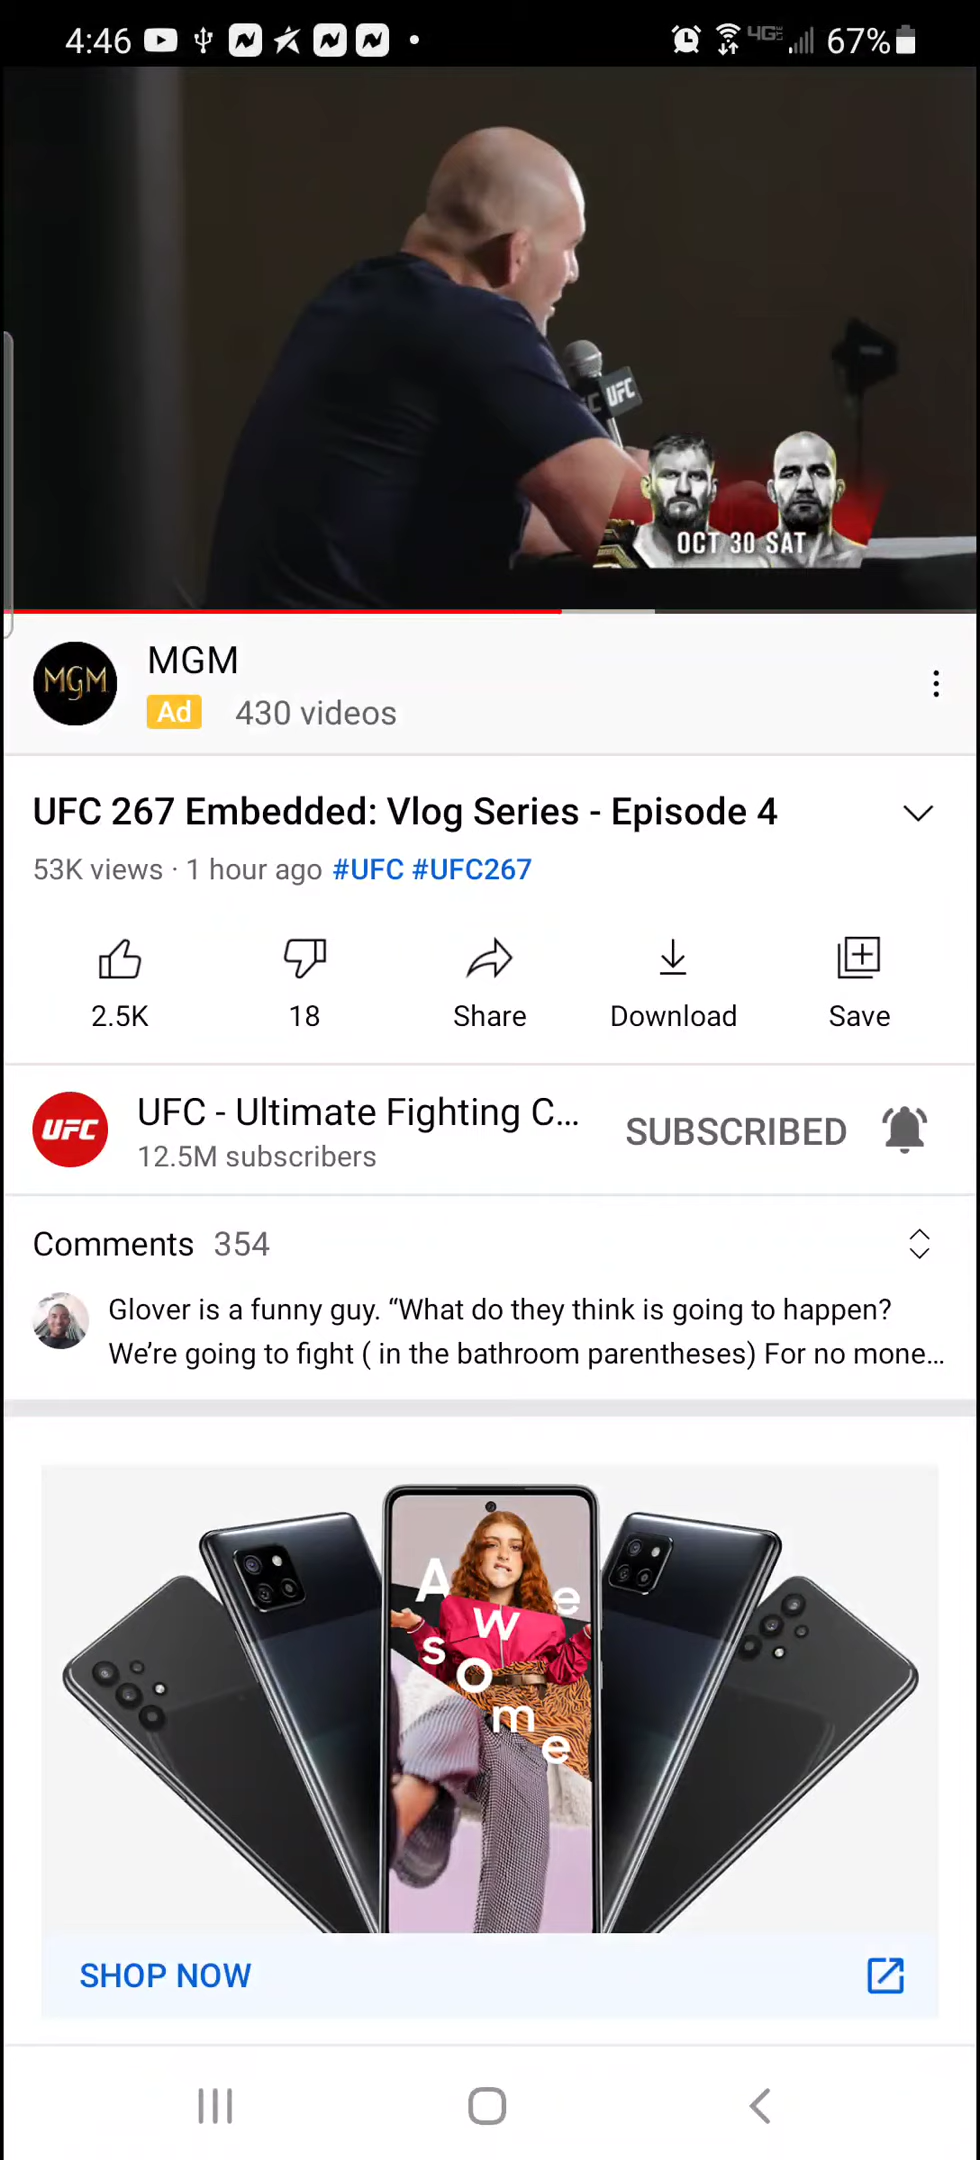 4:46
4G LTE 67%
UFC
OCT 30 SAT
MGM
MGM
Ad 430 videos
UFC 267 Embedded: Vlog Series - Episode 4
53K views · 1 hour ago #UFC #UFC267
2.5K 18 Share Download Save
UFC
UFC - Ultimate Fighting C...
12.5M subscribers
SUBSCRIBED
Comments 354
Glover is a funny guy. “What do they think is going to happen?
We’re going to fight ( in the bathroom parentheses) For no mone...
Awesome
SHOP NOW